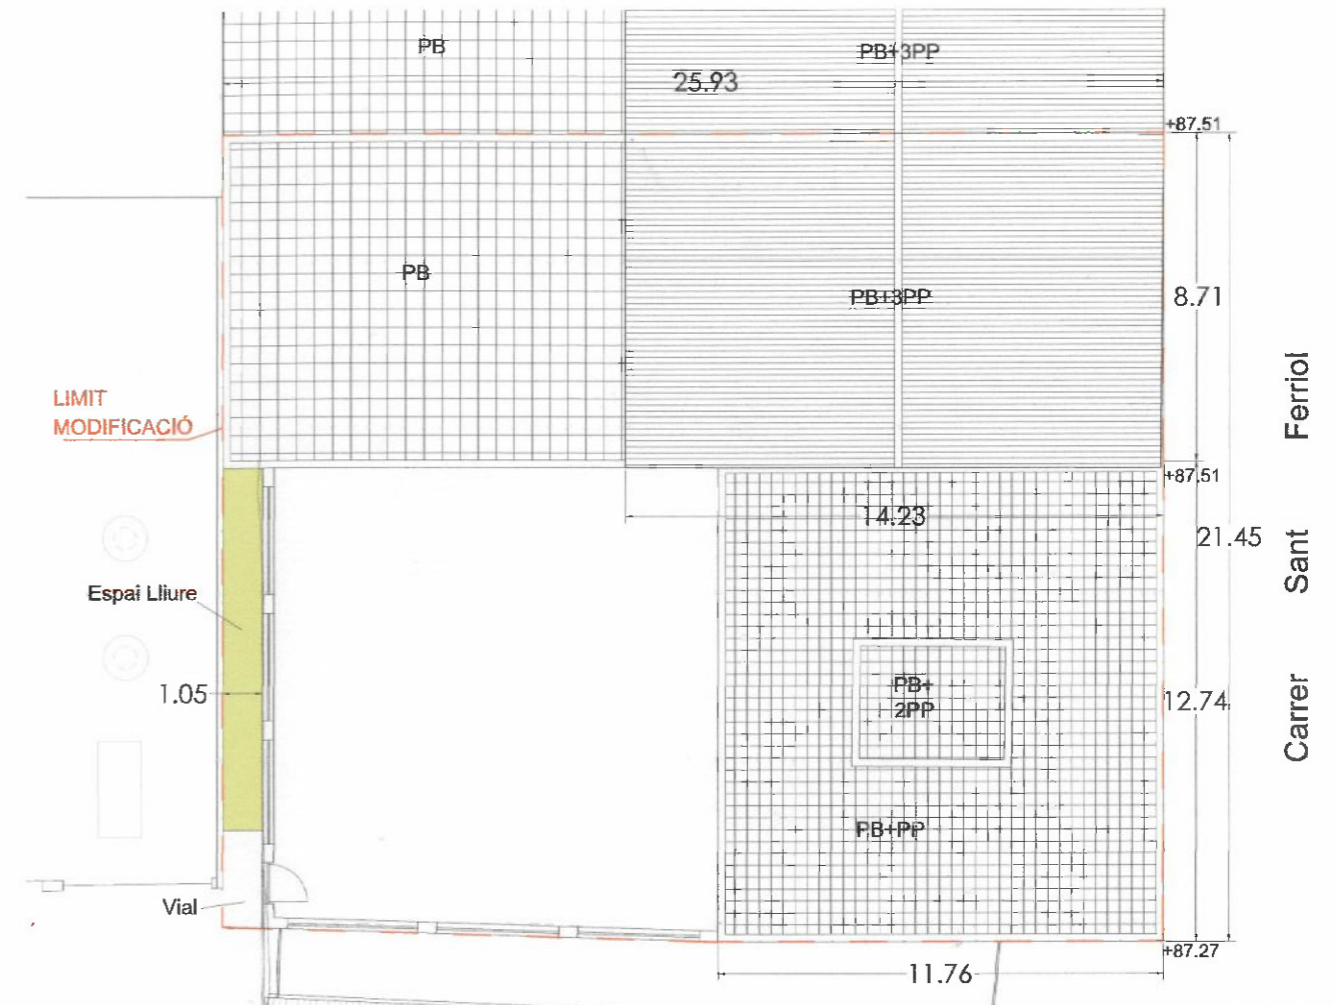 PB
PB+3PP
25.93
+87.51
PB
PB+3PP
8.71
LIMIT
MODIFICACIÓ
+87.51
14.23
21.45
Espai Lliure
PB+
2PP
1.05
12.74
PB+PP
Vial
+87.27
11.76
Carrer Sant Ferriol